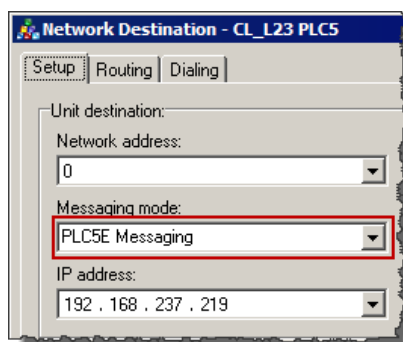 Network Destination - CL_L23 PLC5
Setup Routing Dialing
Unit destination:
Network address:
0
Messaging mode:
PLC5E Messaging
IP address:
192 . 168 . 237 . 219